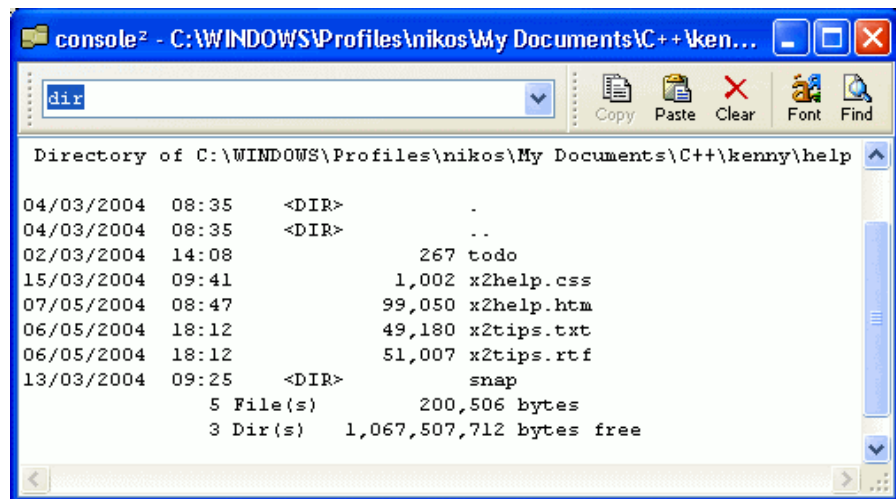 console² - C:\WINDOWS\Profiles\nikos\My Documents\C++\ken...
dir
Copy Paste Clear Font Find
Directory of C:\WINDOWS\Profiles\nikos\My Documents\C++\kenny\help
04/03/2004 08:35 <DIR> .
04/03/2004 08:35 <DIR> ..
02/03/2004 14:08 267 todo
15/03/2004 09:41 1,002 x2help.css
07/05/2004 08:47 99,050 x2help.htm
06/05/2004 18:12 49,180 x2tips.txt
06/05/2004 18:12 51,007 x2tips.rtf
13/03/2004 09:25 <DIR> snap
5 File(s) 200,506 bytes
3 Dir(s) 1,067,507,712 bytes free